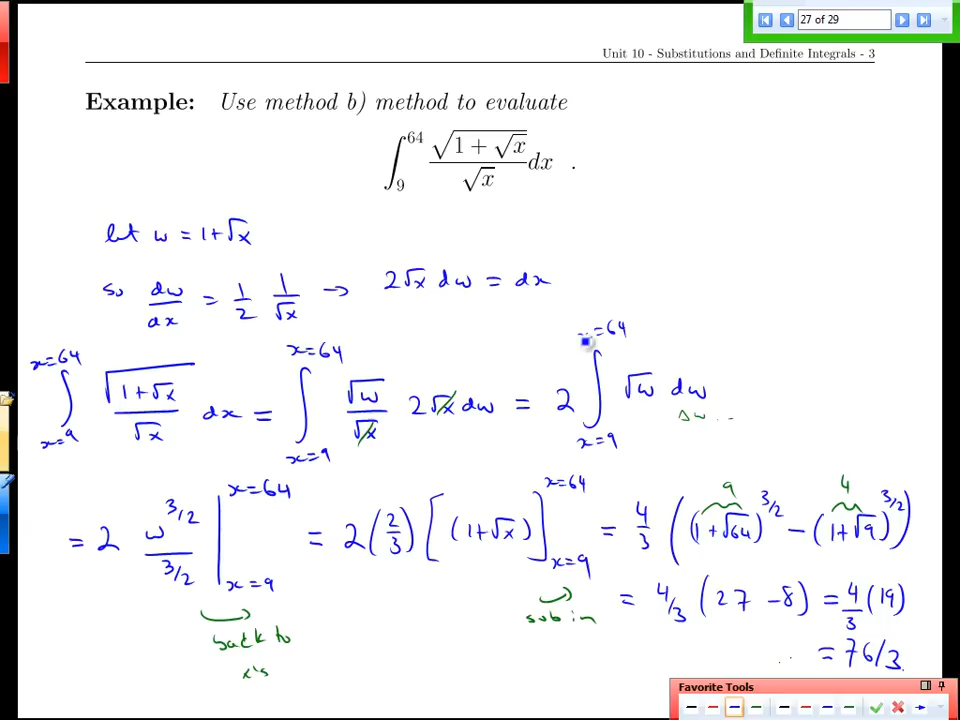 27 of 29
Unit 10 - Substitutions and Definite Integrals - 3
Example: Use method b) method to evaluate
∫₉⁶⁴ √(1 + √x) / √x dx .
let w = 1+√x
so dw/dx = 1/2 1/√x → 2√x dw = dx
∫_{x=9}^{x=64} √(1+√x) / √x dx = ∫_{x=9}^{x=64} √w / √x 2√x dw = 2 ∫_{x=9}^{x=64} √w dw
= 2 w^{3/2} / 3/2 |_{x=9}^{x=64} = 2 (2/3) [ (1+√x) ]_{x=9}^{x=64} = 4/3 ( (1+√64)^{3/2} − (1+√9)^{3/2} )
9 4
back to x's
sub in
= 4/3 ( 27 − 8 ) = 4/3 (19)
= 76/3
Favorite Tools